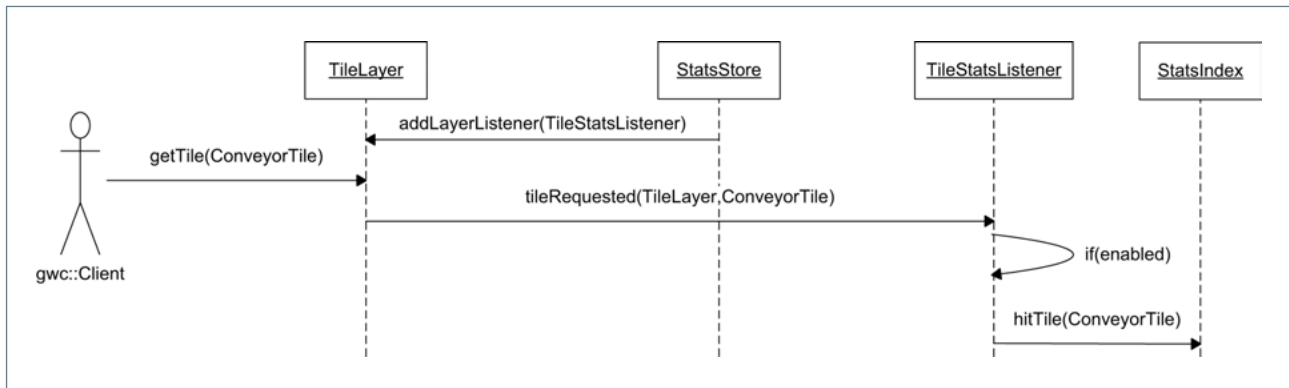 TileLayer
StatsStore
TileStatsListener
StatsIndex
addLayerListener(TileStatsListener)
getTile(ConveyorTile)
tileRequested(TileLayer,ConveyorTile)
if(enabled)
gwc::Client
hitTile(ConveyorTile)